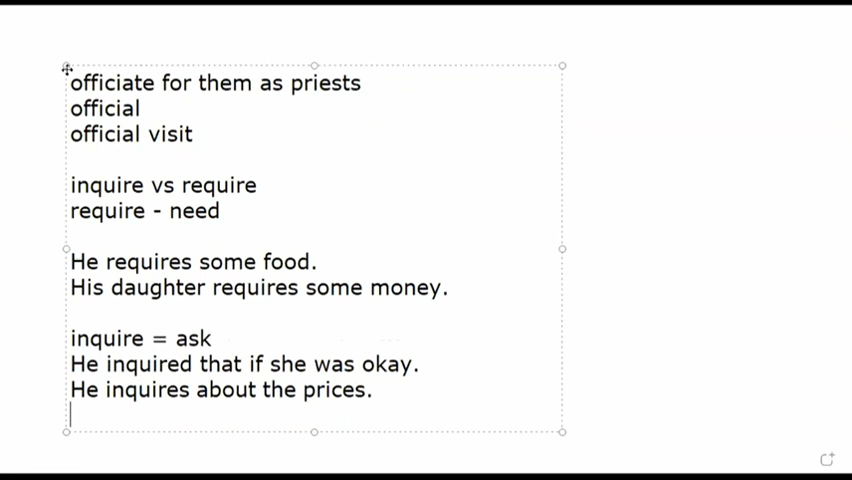 officiate for them as priests
official
official visit
inquire vs require
require - need
He requires some food.
His daughter requires some money.
inquire = ask
He inquired that if she was okay.
He inquires about the prices.